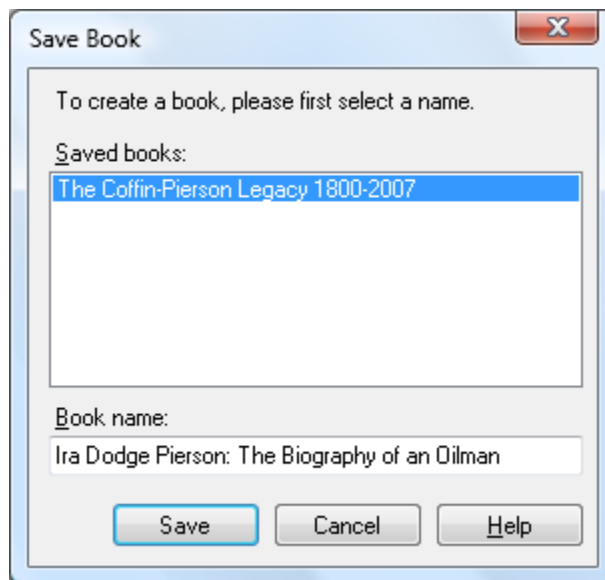 Save Book
To create a book, please first select a name.
Saved books:
The Coffin-Pierson Legacy 1800-2007
Book name:
Ira Dodge Pierson: The Biography of an Oilman
Save Cancel Help